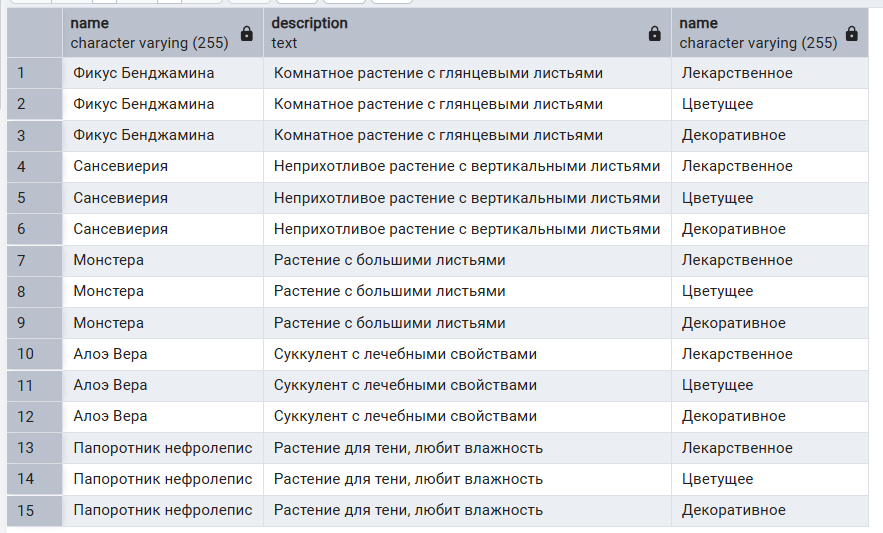 name description name
character varying (255) text character varying (255)
1 Фикус Бенджамина Комнатное растение с глянцевыми листьями Лекарственное
2 Фикус Бенджамина Комнатное растение с глянцевыми листьями Цветущее
3 Фикус Бенджамина Комнатное растение с глянцевыми листьями Декоративное
4 Сансевиерия Неприхотливое растение с вертикальными листьями Лекарственное
5 Сансевиерия Неприхотливое растение с вертикальными листьями Цветущее
6 Сансевиерия Неприхотливое растение с вертикальными листьями Декоративное
7 Монстера Растение с большими листьями Лекарственное
8 Монстера Растение с большими листьями Цветущее
9 Монстера Растение с большими листьями Декоративное
10 Алоэ Вера Суккулент с лечебными свойствами Лекарственное
11 Алоэ Вера Суккулент с лечебными свойствами Цветущее
12 Алоэ Вера Суккулент с лечебными свойствами Декоративное
13 Папоротник нефролепис Растение для тени, любит влажность Лекарственное
14 Папоротник нефролепис Растение для тени, любит влажность Цветущее
15 Папоротник нефролепис Растение для тени, любит влажность Декоративное